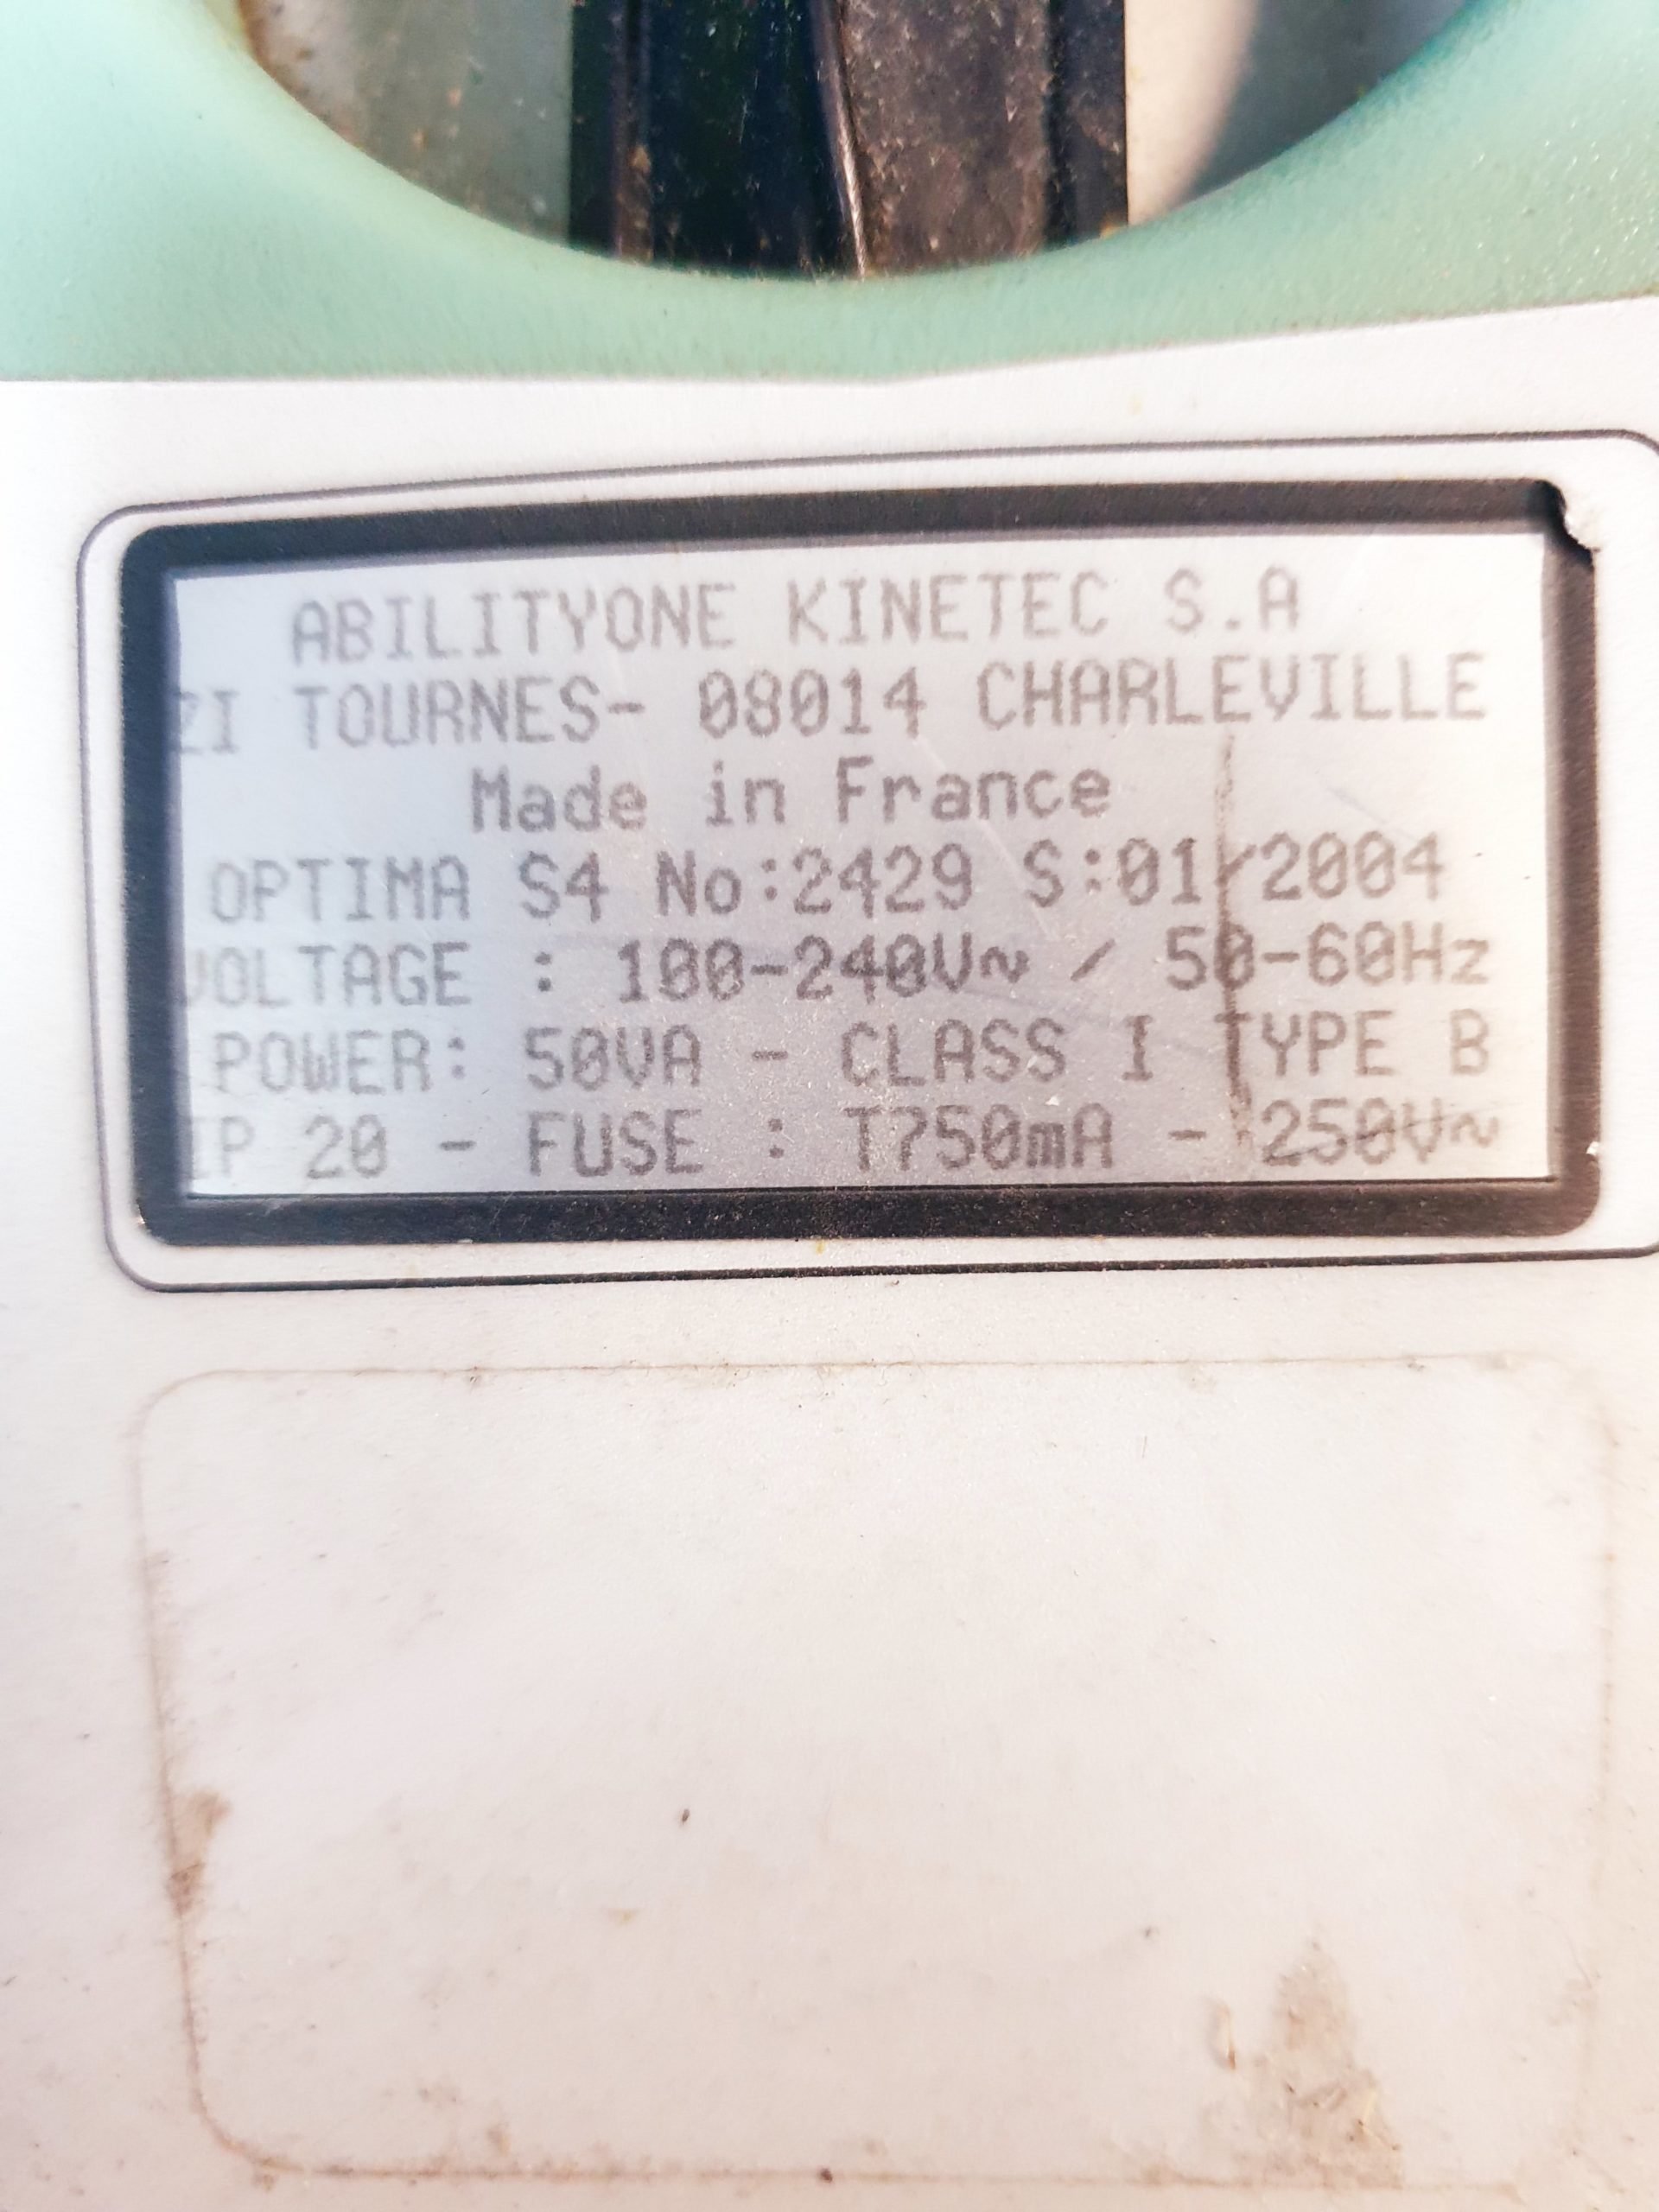 ABILITYONE KINETEC S.A
ZI TOURNES- 08014 CHARLEVILLE
Made in France
OPTIMA S4 No:2429 S:01/2004
VOLTAGE : 100-240V~ / 50-60Hz
POWER: 50VA - CLASS I TYPE B
IP 20 - FUSE : T750mA - 250V~